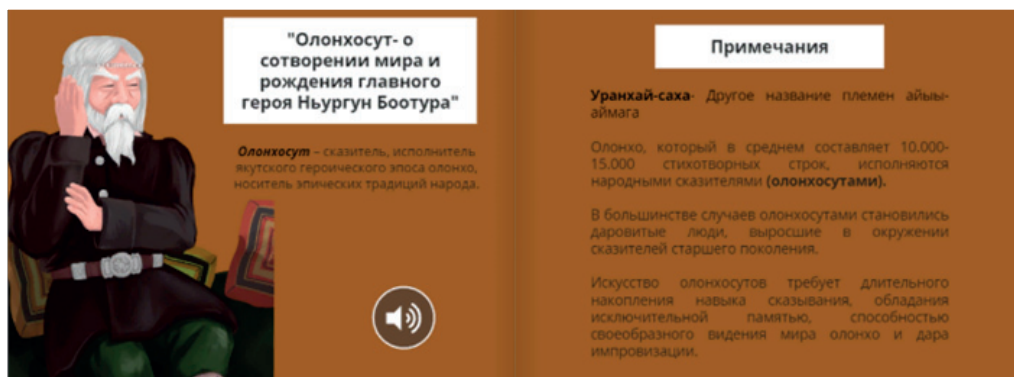 "Олонхосут- о
сотворении мира и
рождения главного
героя Ньургун Боотура"
Олонхосут – сказитель, исполнитель
якутского героического эпоса олонхо,
носитель эпических традиций народа.
Примечания
Уранхай-саха- Другое название племен айыы-
аймага
Олонхо, который в среднем составляет 10.000-
15.000 стихотворных строк, исполняются
народными сказителями (олонхосутами).
В большинстве случаев олонхосутами становились
даровитые люди, выросшие в окружении
сказителей старшего поколения.
Искусство олонхосутов требует длительного
накопления навыка сказывания, обладания
исключительной памятью, способностью
своеобразного видения мира олонхо и дара
импровизации.